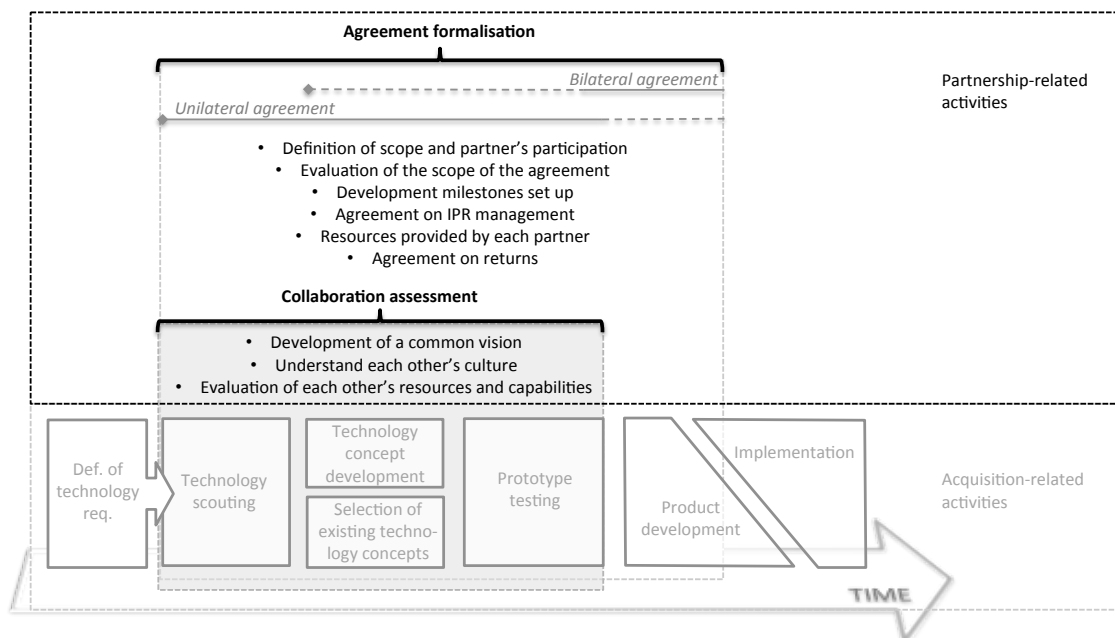 Agreement formalisation
Bilateral agreement
Unilateral agreement
Partnership-related
activities
• Definition of scope and partner's participation
• Evaluation of the scope of the agreement
• Development milestones set up
• Agreement on IPR management
• Resources provided by each partner
• Agreement on returns
Collaboration assessment
• Development of a common vision
• Understand each other's culture
• Evaluation of each other's resources and capabilities
Def. of
technology
req.
Technology
scouting
Technology
concept
development
Selection of
existing techno-
logy concepts
Prototype
testing
Product
development
Implementation
Acquisition-related
activities
TIME